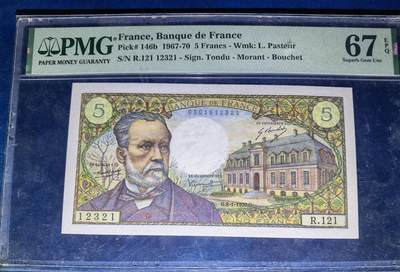 PMG
PAPER MONEY GUARANTY
France, Banque de France
Pick# 146b 1967-70 5 Francs - Wmk: L. Pasteur
S/N R.121 12321 - Sign. Tondu - Morant - Bouchet
67 EPQ
Superb Gem Unc
5
BANQUE DE FRANCE
5
12321
R.121